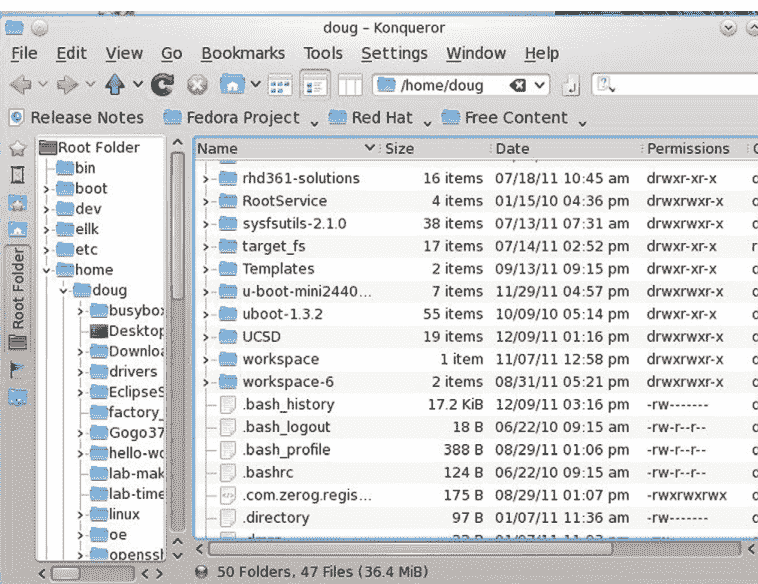 doug – Konqueror
File Edit View Go Bookmarks Tools Settings Window Help
/home/doug
Release Notes Fedora Project Red Hat Free Content
Root Folder
Root Folder
bin
boot
dev
ellk
etc
home
doug
busybo
Desktop
Downloa
drivers
EclipseS
factory_
Gogo37
hello-wo
lab-mak
lab-time
linux
oe
openssl
Name Size Date Permissions
rhd361-solutions 16 items 07/18/11 10:45 am drwxr-xr-x
RootService 4 items 01/15/10 04:36 pm drwxrwxr-x
sysfsutils-2.1.0 38 items 07/13/11 07:31 am drwxr-xr-x
target_fs 17 items 07/14/11 02:52 pm drwxr-xr-x
Templates 2 items 09/13/11 09:15 pm drwxr-xr-x
u-boot-mini2440... 7 items 11/29/11 04:57 pm drwxrwxr-x
uboot-1.3.2 55 items 10/09/10 05:14 pm drwxr-xr-x
UCSD 19 items 12/09/11 01:16 pm drwxrwxr-x
workspace 1 item 11/07/11 12:58 pm drwxrwxr-x
workspace-6 2 items 08/31/11 05:21 pm drwxrwxr-x
.bash_history 17.2 KiB 12/09/11 03:16 pm -rw-------
.bash_logout 18 B 06/22/10 09:15 am -rw-r--r--
.bash_profile 388 B 08/29/11 01:06 pm -rw-r--r--
.bashrc 124 B 06/22/10 09:15 am -rw-r--r--
.com.zerog.regis... 175 B 08/29/11 01:07 pm -rwxrwxrwx
.directory 97 B 01/07/11 11:36 am -rw-------
50 Folders, 47 Files (36.4 MiB)